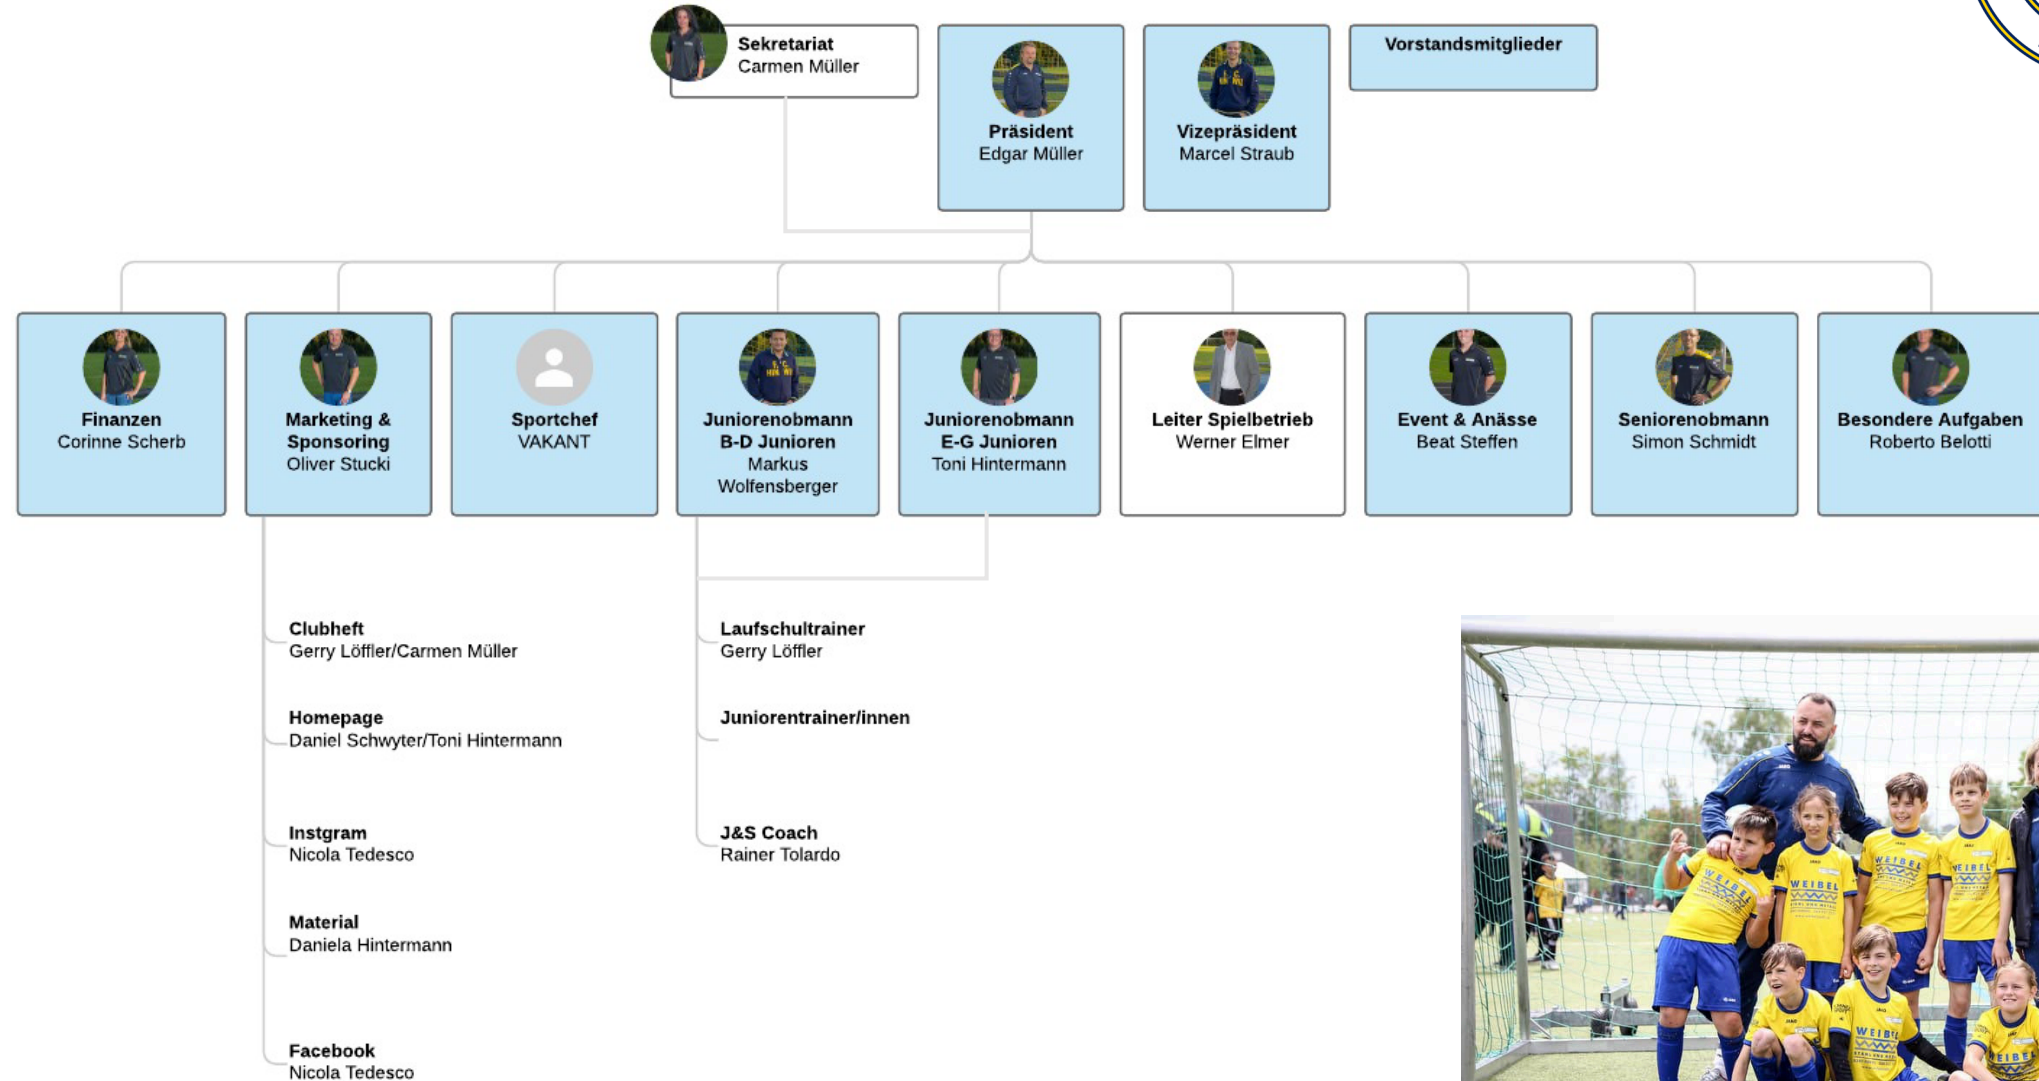 Sekretariat
Carmen Müller
Präsident
Edgar Müller
Vizepräsident
Marcel Straub
Vorstandsmitglieder
Finanzen
Corinne Scherb
Marketing &
Sponsoring
Oliver Stucki
Sportchef
VAKANT
Juniorenobmann
B-D Junioren
Markus
Wolfensberger
Juniorenobmann
E-G Junioren
Toni Hintermann
Leiter Spielbetrieb
Werner Elmer
Event & Anässe
Beat Steffen
Seniorenobmann
Simon Schmidt
Besondere Aufgaben
Roberto Belotti
Clubheft
Gerry Löffler/Carmen Müller
Homepage
Daniel Schwyter/Toni Hintermann
Instgram
Nicola Tedesco
Material
Daniela Hintermann
Facebook
Nicola Tedesco
Laufschultrainer
Gerry Löffler
Juniorentrainer/innen
J&S Coach
Rainer Tolardo
WEIBEL
WEIBEL
WEIBEL
WEIBEL